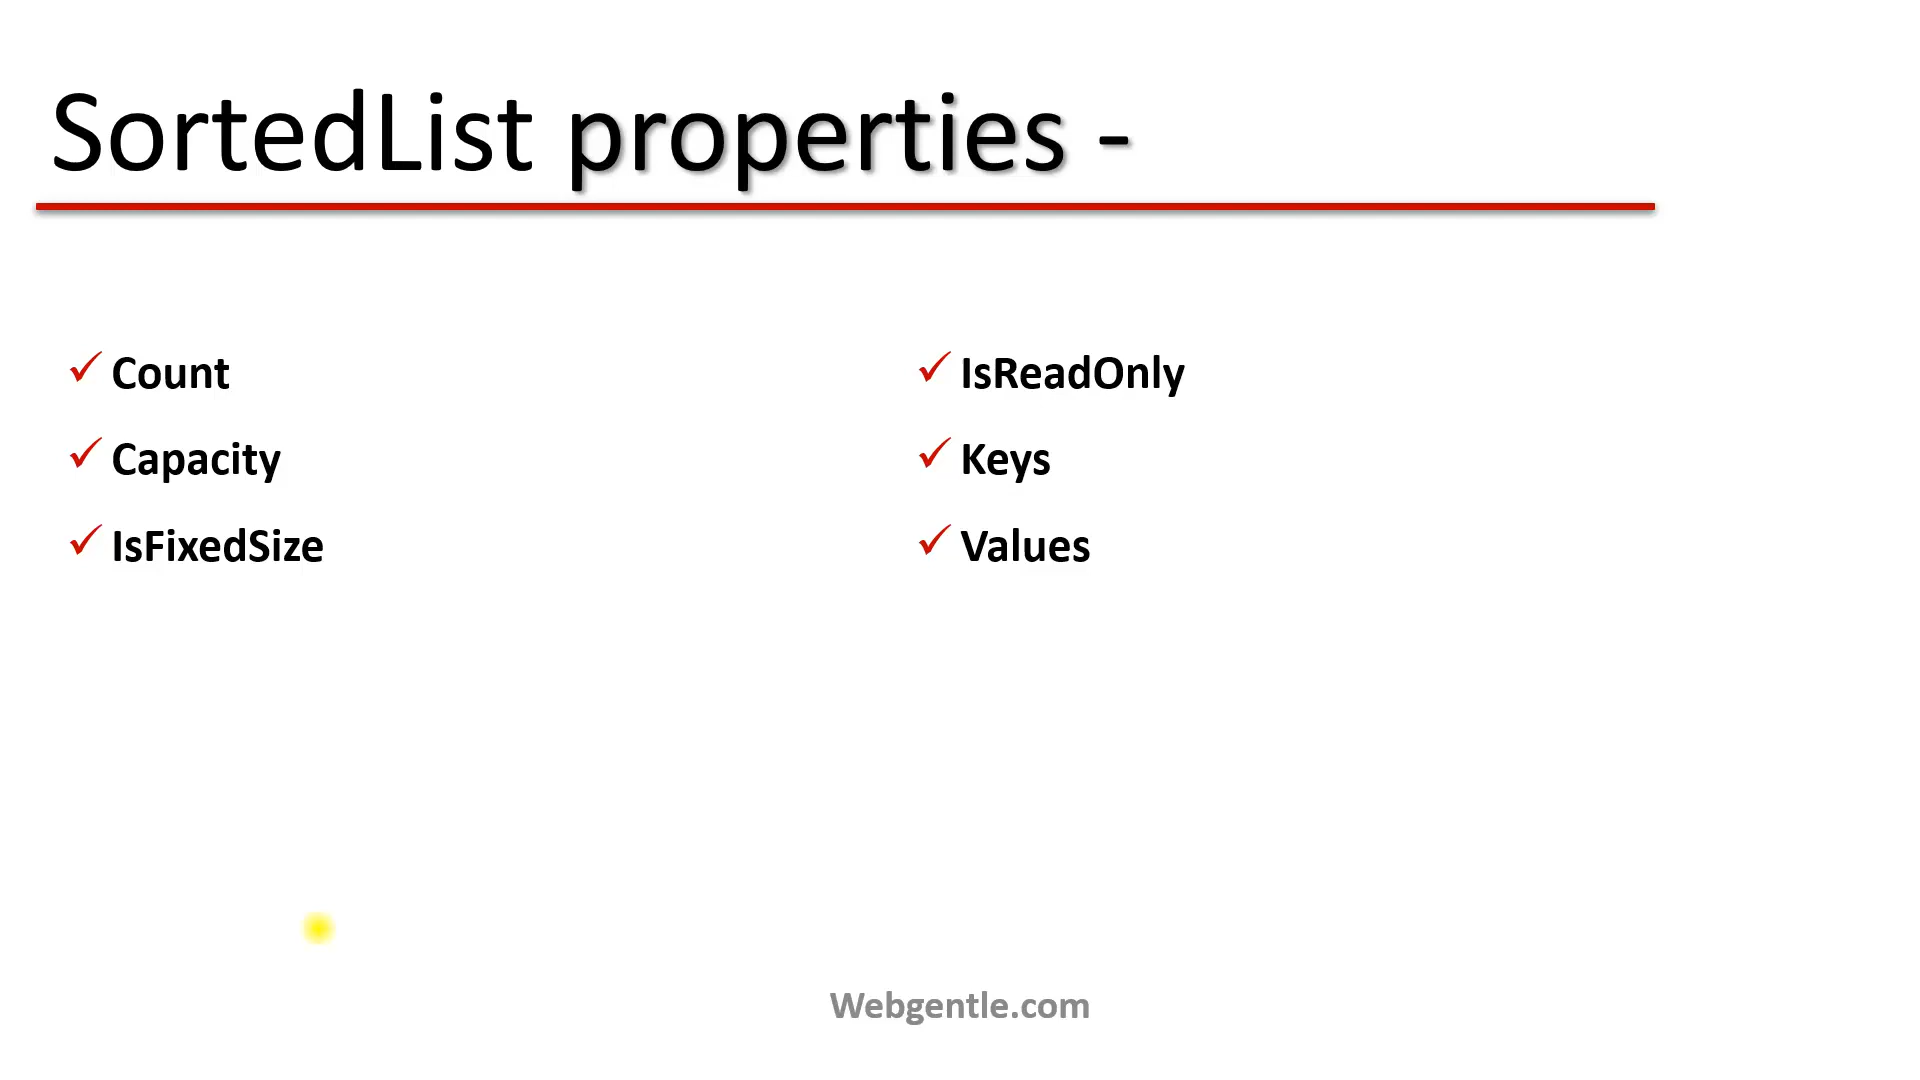 SortedList properties -
Count
Capacity
IsFixedSize
IsReadOnly
Keys
Values
Webgentle.com